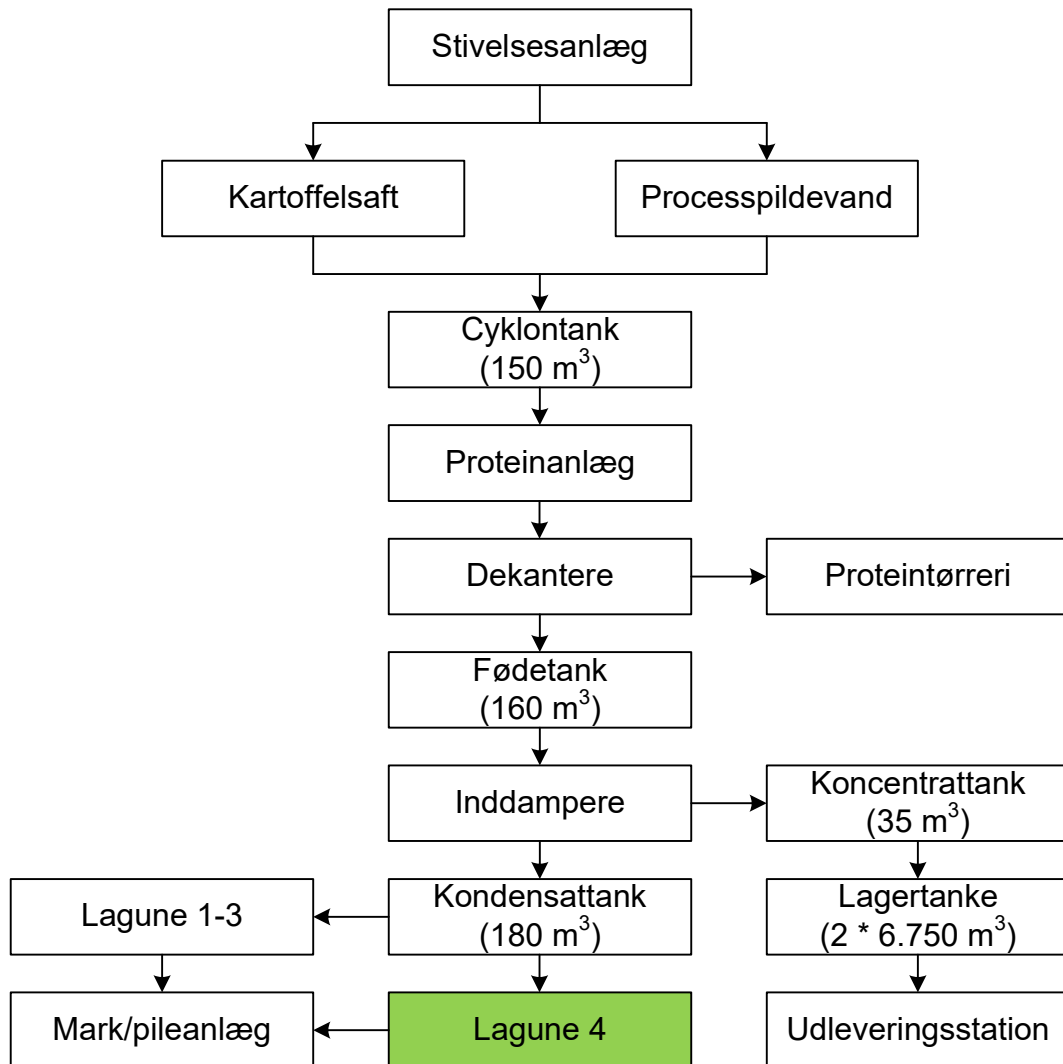 Stivelsesanlæg
Kartoffelsaft
Processpildevand
Cyklontank
(150 m³)
Proteinanlæg
Dekantere
Proteintørreri
Fødetank
(160 m³)
Inddampere
Koncentrattank
(35 m³)
Lagune 1-3
Kondensattank
(180 m³)
Lagertanke
(2 * 6.750 m³)
Mark/pileanlæg
Lagune 4
Udleveringsstation